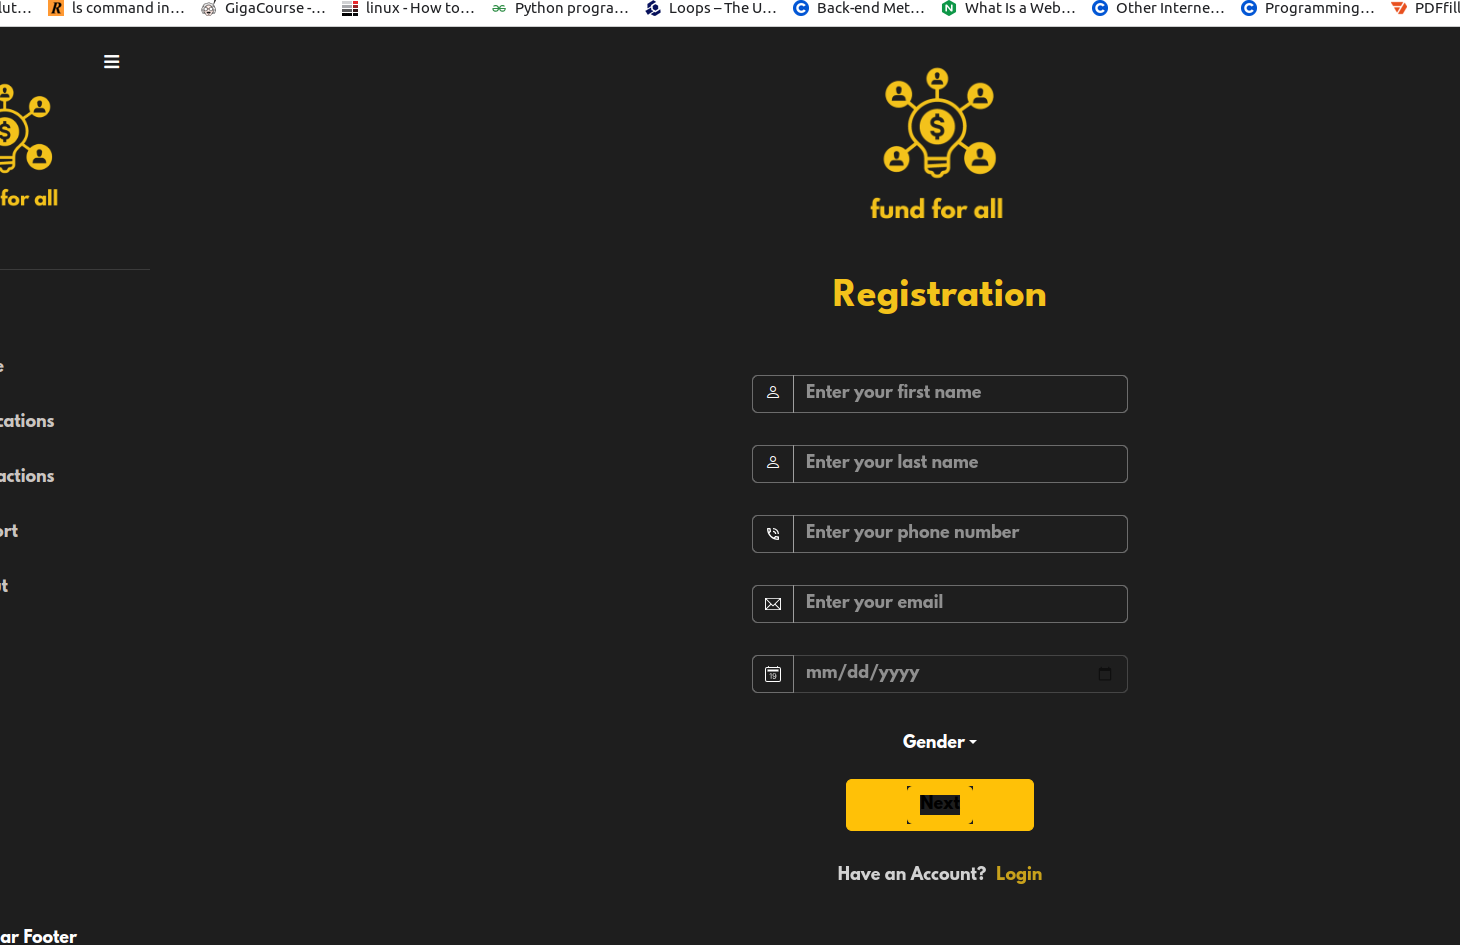 lut... ls command in... GigaCourse -... linux - How to... Python progra... Loops – The U... Back-end Met... What Is a Web... Other Interne... Programming... PDFfill
for all
fund for all
Registration
e
Enter your first name
cations
Enter your last name
actions
Enter your phone number
ort
ut
Enter your email
19 mm/dd/yyyy
Gender
Next
Have an Account? Login
ar Footer